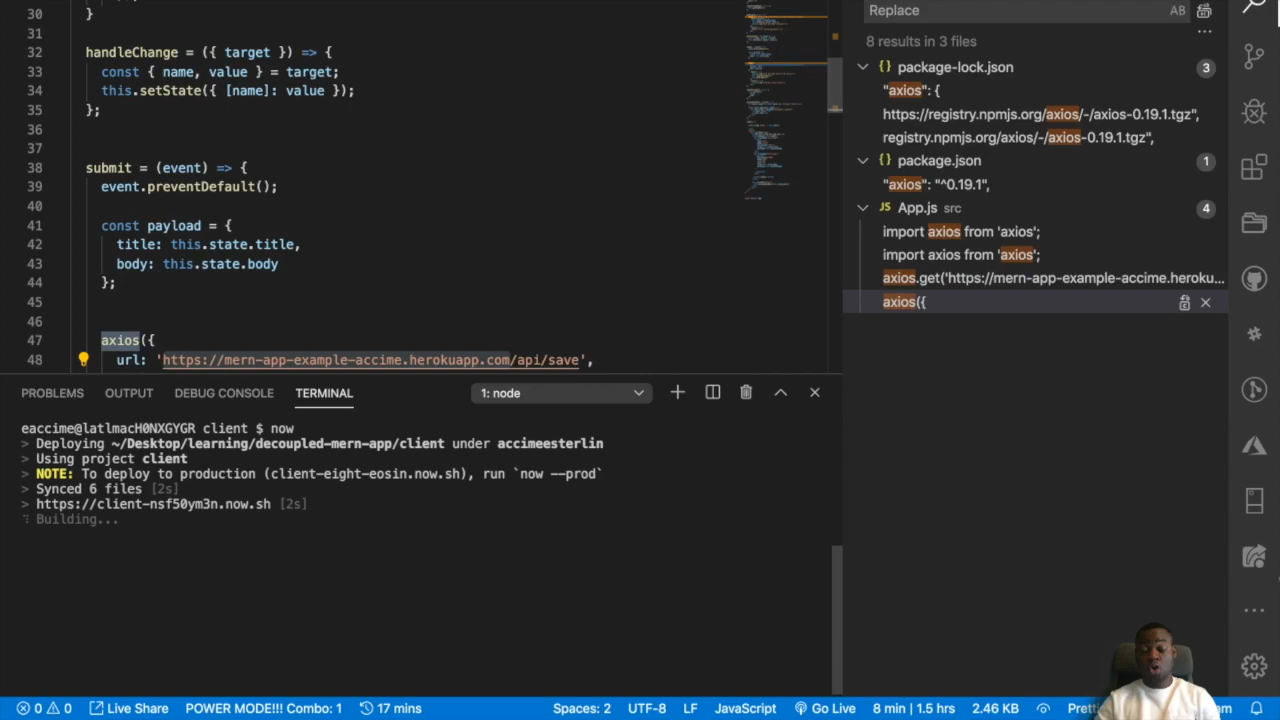 30 }
31
32 handleChange = ({ target }) => {
33 const { name, value } = target;
34 this.setState({ [name]: value });
35 };
36
37
38 submit = (event) => {
39 event.preventDefault();
40
41 const payload = {
42 title: this.state.title,
43 body: this.state.body
44 };
45
46
47 axios({
48 url: 'https://mern-app-example-accime.herokuapp.com/api/save',
PROBLEMS OUTPUT DEBUG CONSOLE TERMINAL 1: node
eaccime@latlmacH0NXGYGR client $ now
> Deploying ~/Desktop/learning/decoupled-mern-app/client under accimeesterlin
> Using project client
> NOTE: To deploy to production (client-eight-eosin.now.sh), run `now --prod`
> Synced 6 files [2s]
> https://client-nsf50ym3n.now.sh [2s]
Building...
Replace AB
8 results in 3 files
{} package-lock.json 3
"axios": {
https://registry.npmjs.org/axios/-/axios-0.19.1.tgz",
registry.npmjs.org/axios/-/axios-0.19.1.tgz",
{} package.json 1
"axios": "^0.19.1",
JS App.js src 4
import axios from 'axios';
import axios from 'axios';
axios.get('https://mern-app-example-accime.heroku...
axios({
0 0 Live Share POWER MODE!!! Combo: 1 17 mins Spaces: 2 UTF-8 LF JavaScript Go Live 8 min | 1.5 hrs 2.46 KB